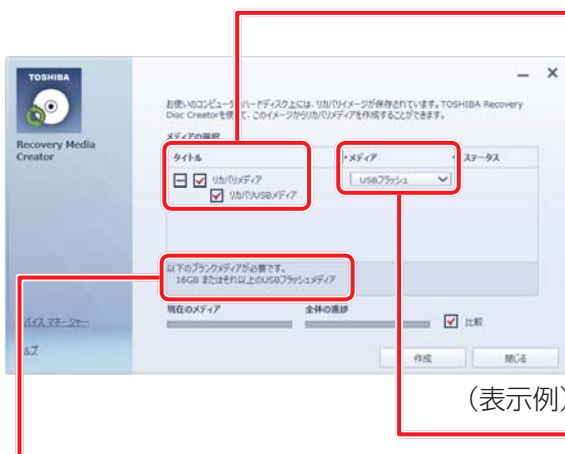 TOSHIBA
Recovery Media
Creator
お使いのコンピュータのハードディスク上には、リカバリイメージが保存されています。TOSHIBA Recovery
Disc Creatorを使って、このイメージからリカバリメディアを作成することができます。
メディアの選択
タイトル メディア ステータス
リカバリメディア USBフラッシュ
リカバリUSBメディア
以下のブランクメディアが必要です。
16GB またはそれ以上のUSBフラッシュメディア
現在のメディア 全体の進捗
比較
バイス マネージャー
ルプ
作成 閉じる
(表示例)